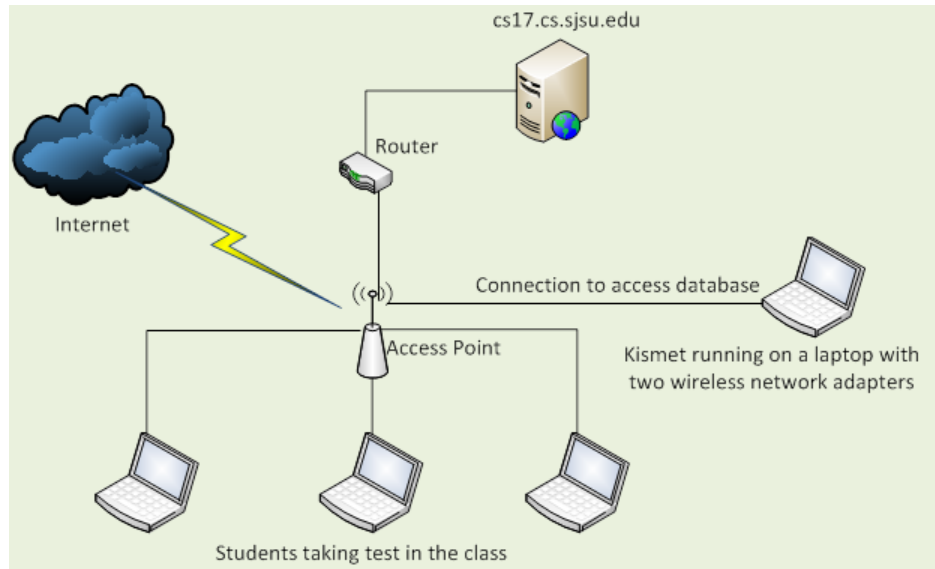 cs17.cs.sjsu.edu
Router
Internet
Connection to access database
Access Point
Kismet running on a laptop with
two wireless network adapters
Students taking test in the class